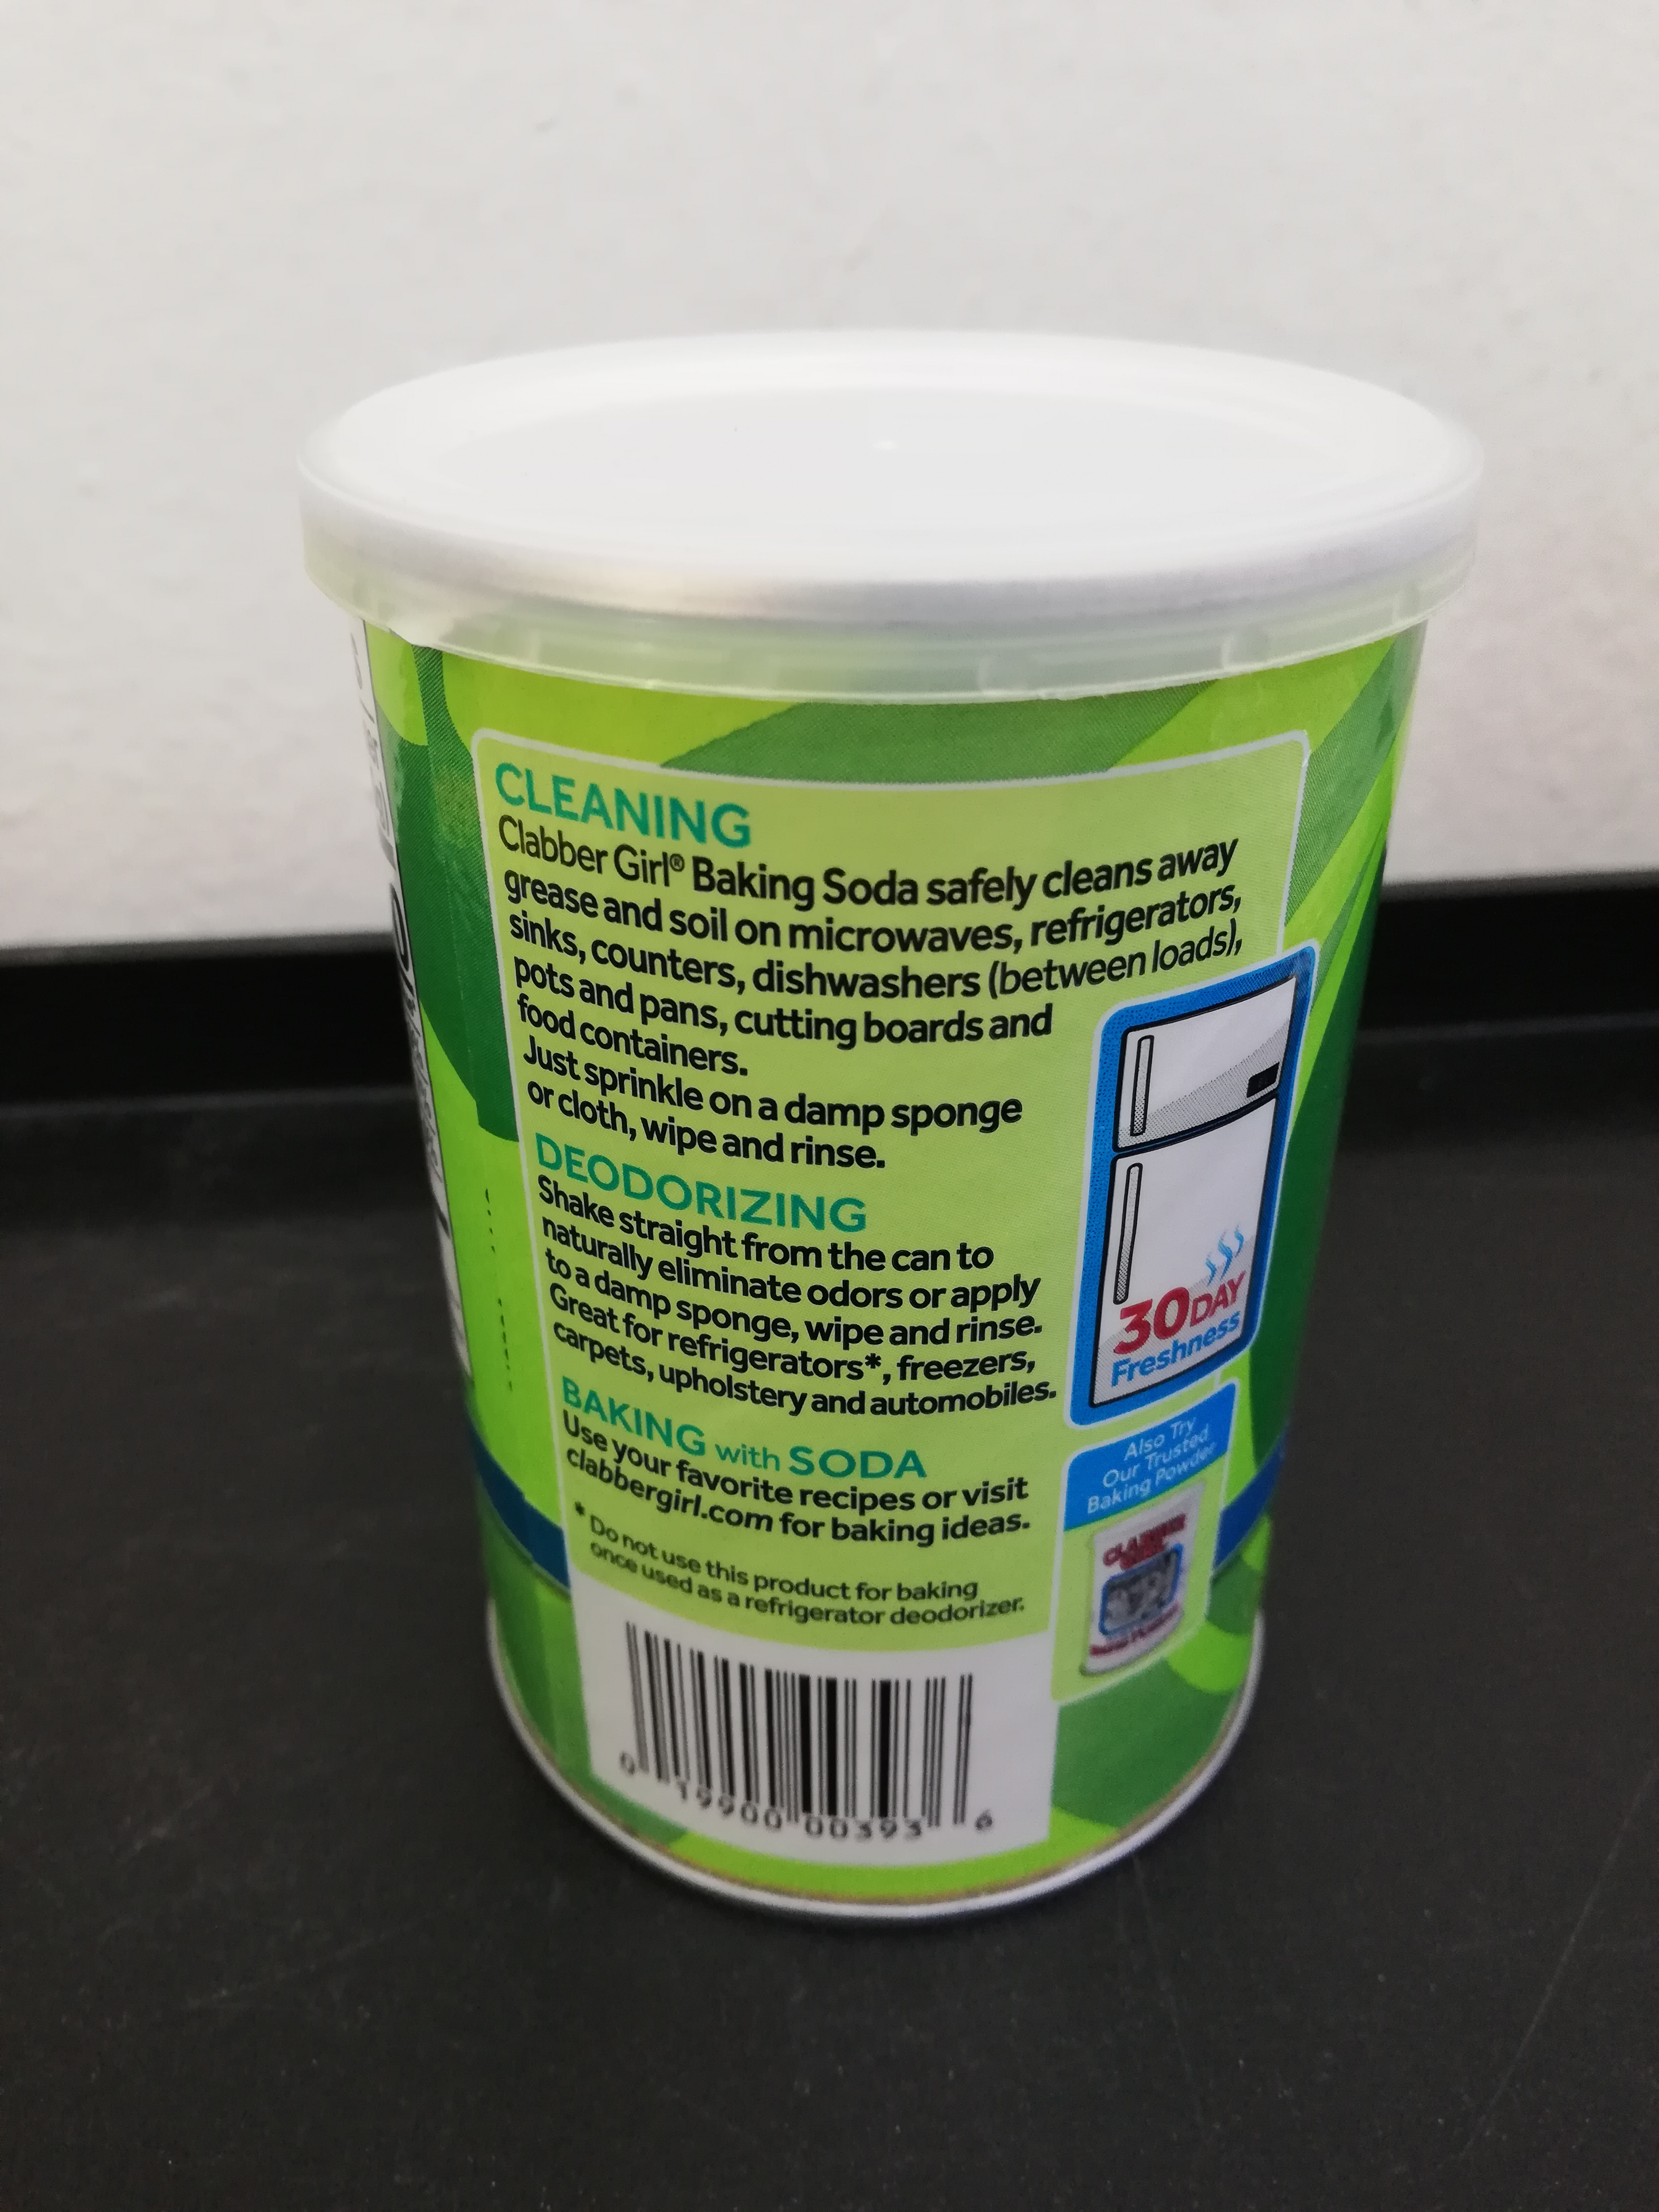 CLEANING
Clabber Girl® Baking Soda safely cleans away
grease and soil on microwaves, refrigerators,
sinks, counters, dishwashers (between loads),
pots and pans, cutting boards and
food containers.
Just sprinkle on a damp sponge
or cloth, wipe and rinse.
DEODORIZING
Shake straight from the can to
naturally eliminate odors or apply
to a damp sponge, wipe and rinse.
Great for refrigerators*, freezers,
carpets, upholstery and automobiles.
BAKING with SODA
Use your favorite recipes or visit
clabbergirl.com for baking ideas.
* Do not use this product for baking
once used as a refrigerator deodorizer.
30 DAY
Freshness
Also Try
Our Trusted
Baking Powder
CLABBER
GIRL
0 19900 00393 6